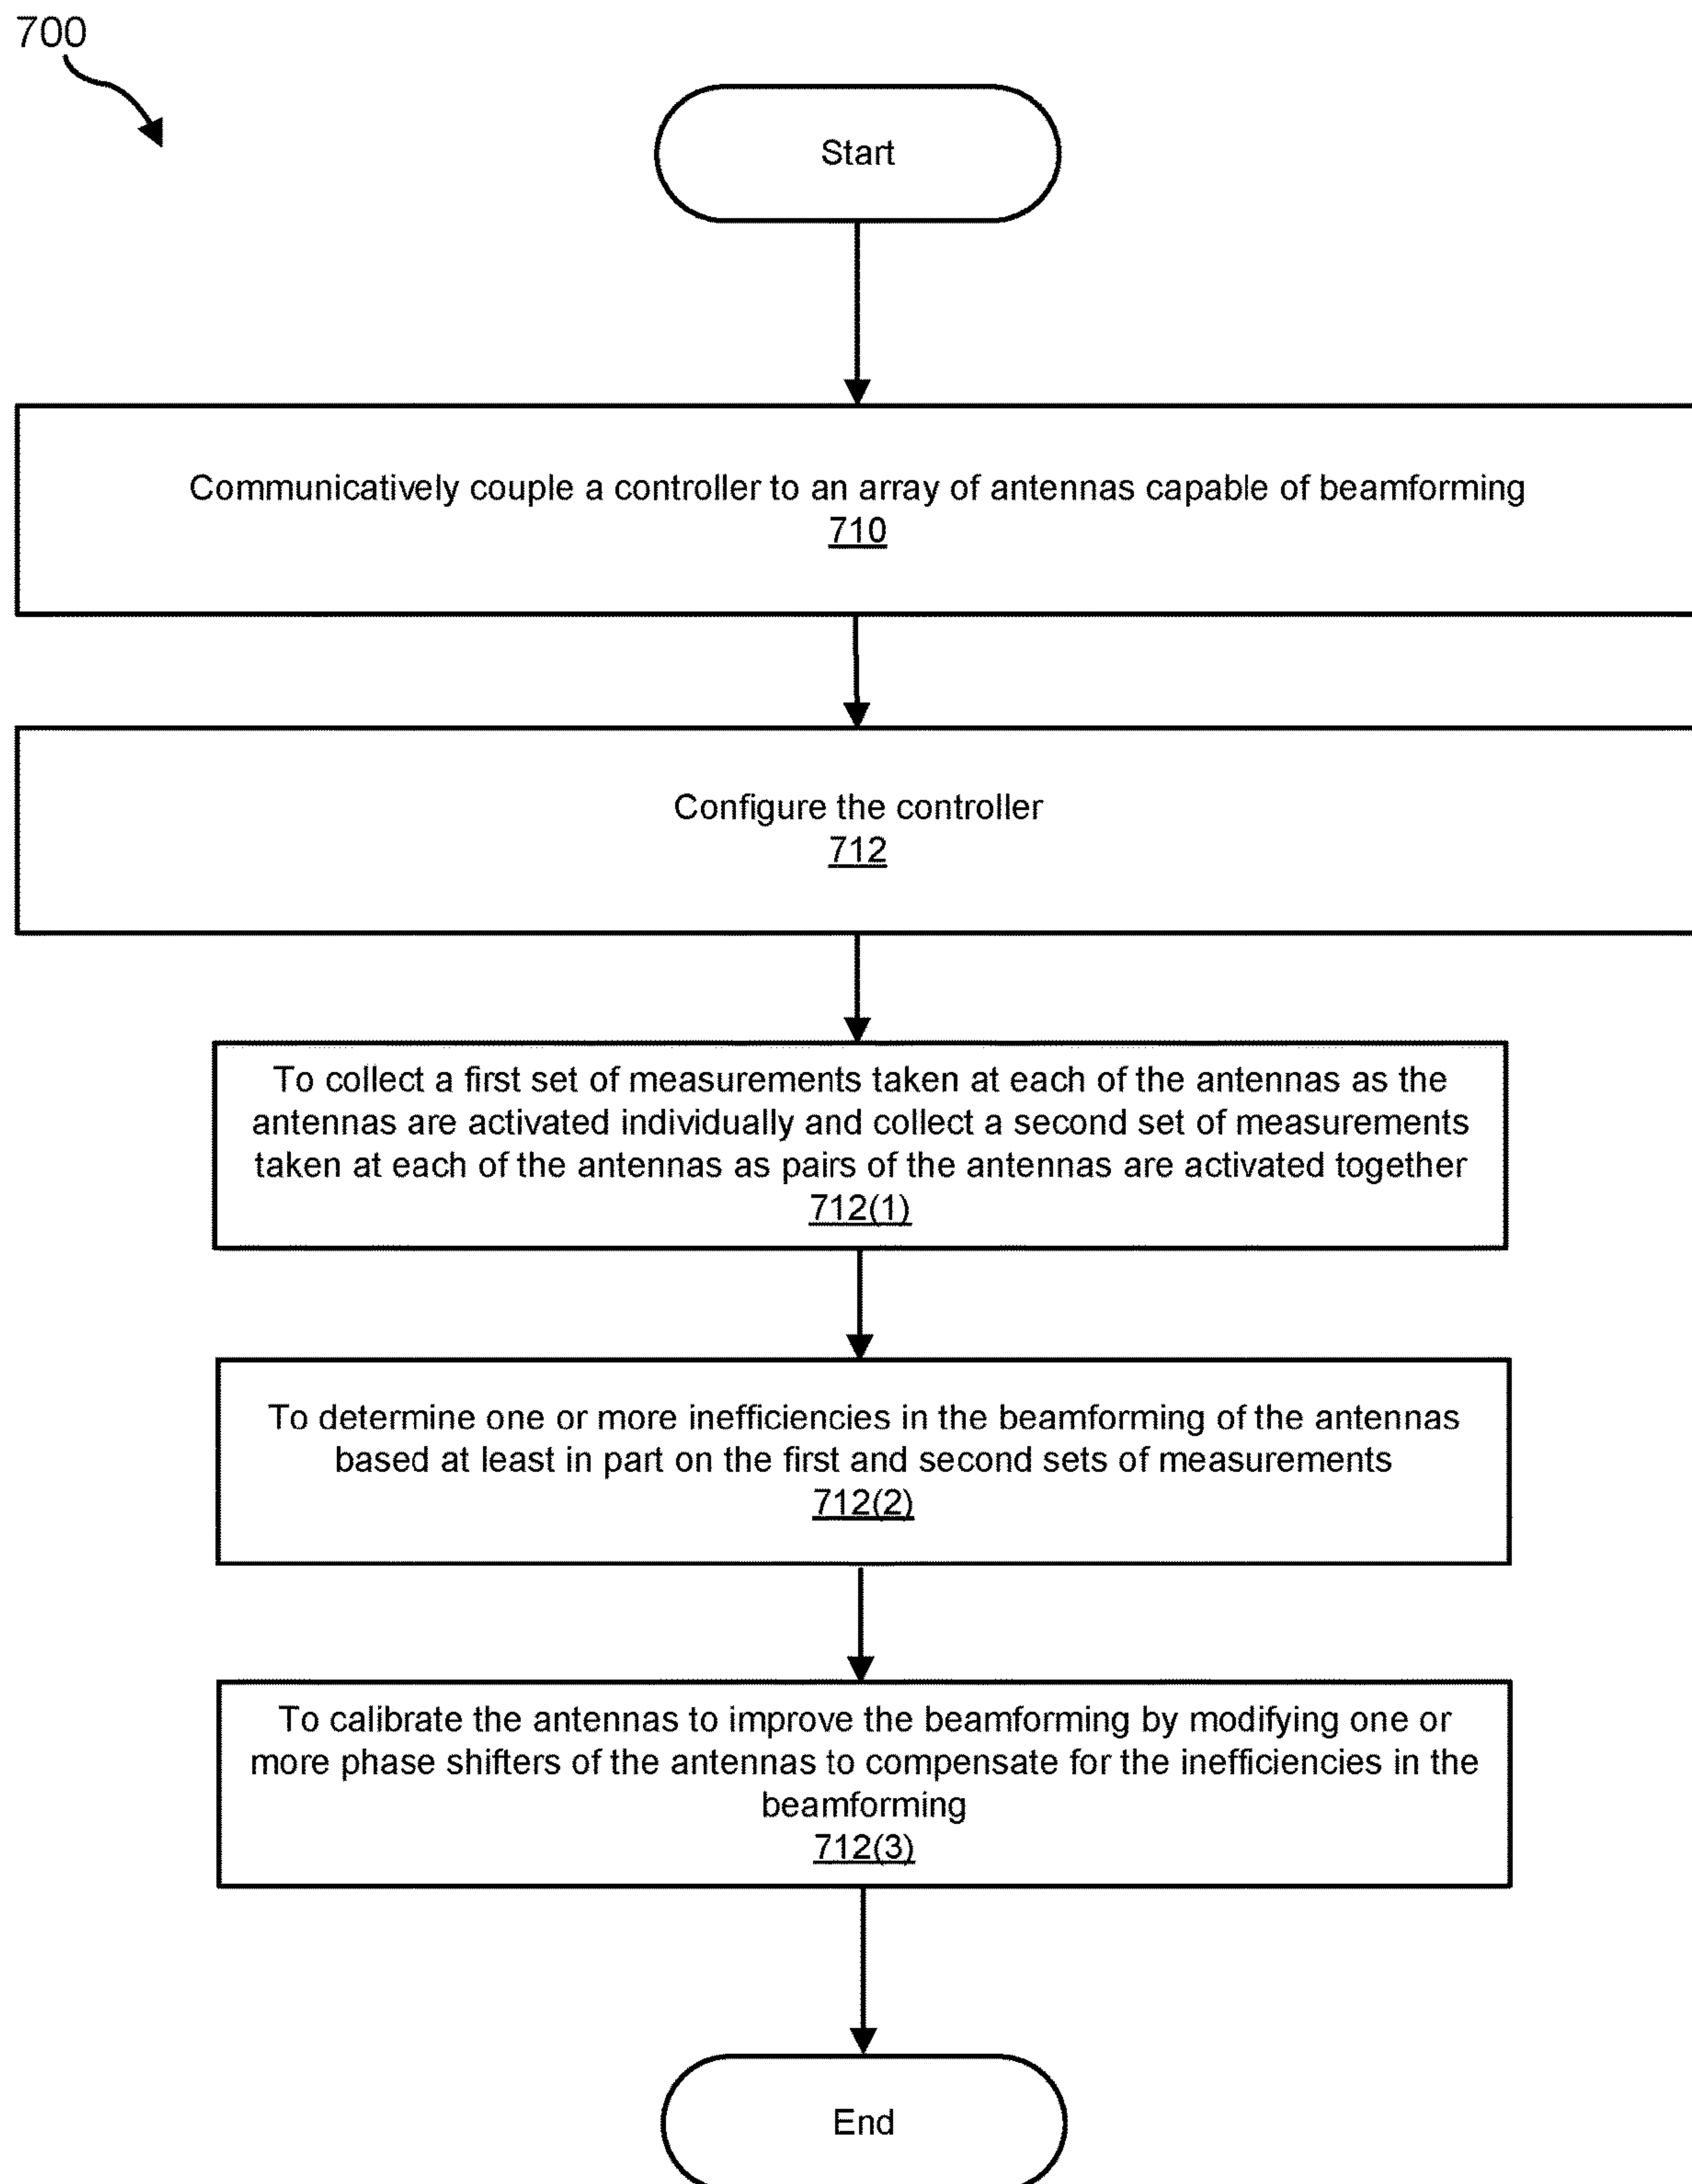 700
Start
Communicatively couple a controller to an array of antennas capable of beamforming
710
Configure the controller
712
To collect a first set of measurements taken at each of the antennas as the
antennas are activated individually and collect a second set of measurements
taken at each of the antennas as pairs of the antennas are activated together
712(1)
To determine one or more inefficiencies in the beamforming of the antennas
based at least in part on the first and second sets of measurements
712(2)
To calibrate the antennas to improve the beamforming by modifying one or
more phase shifters of the antennas to compensate for the inefficiencies in the
beamforming
712(3)
End